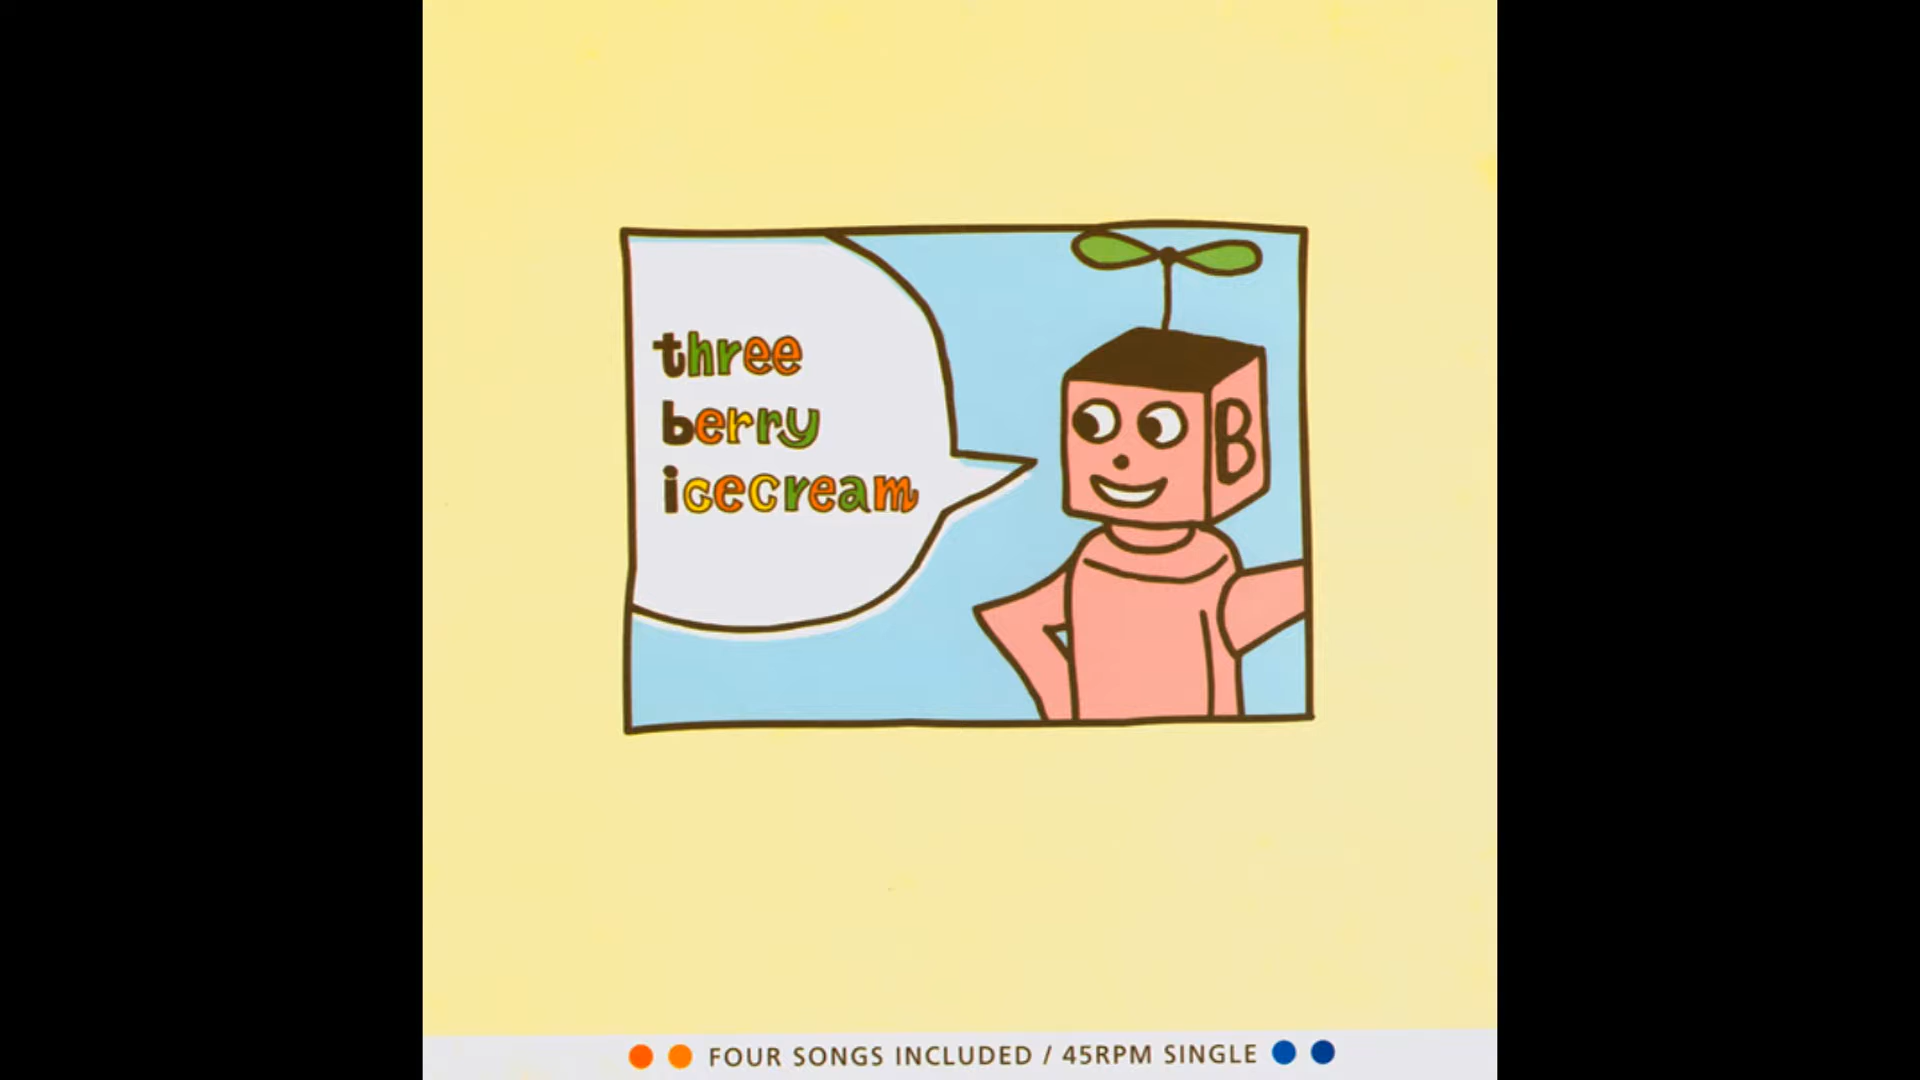 three
berry
icecream
B
FOUR SONGS INCLUDED / 45RPM SINGLE